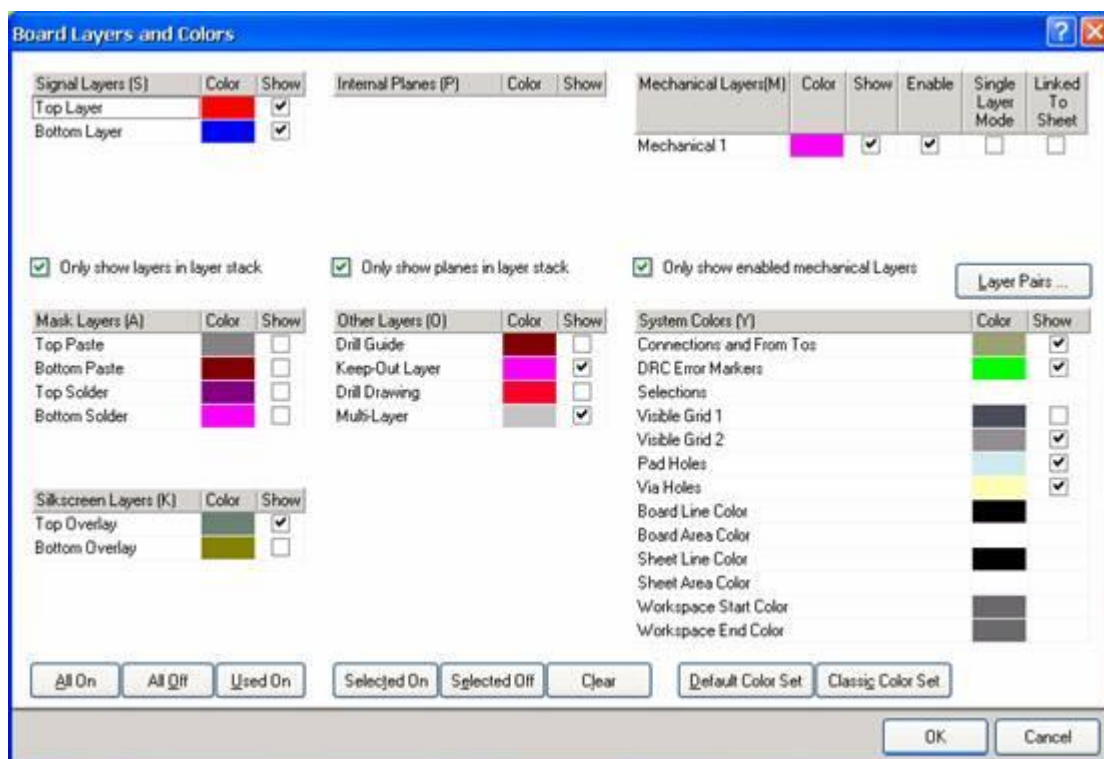 Board Layers and Colors
Signal Layers (S) Color Show
Top Layer
Bottom Layer
Internal Planes (P) Color Show
Mechanical Layers(M) Color Show Enable Single Layer Mode Linked To Sheet
Mechanical 1
Only show layers in layer stack
Only show planes in layer stack
Only show enabled mechanical Layers
Layer Pairs ...
Mask Layers (A) Color Show
Top Paste
Bottom Paste
Top Solder
Bottom Solder
Other Layers (O) Color Show
Drill Guide
Keep-Out Layer
Drill Drawing
Multi-Layer
System Colors (Y) Color Show
Connections and From Tos
DRC Error Markers
Selections
Visible Grid 1
Visible Grid 2
Pad Holes
Via Holes
Board Line Color
Board Area Color
Sheet Line Color
Sheet Area Color
Workspace Start Color
Workspace End Color
Silkscreen Layers (K) Color Show
Top Overlay
Bottom Overlay
All On All Off Used On Selected On Selected Off Clear Default Color Set Classic Color Set
OK Cancel